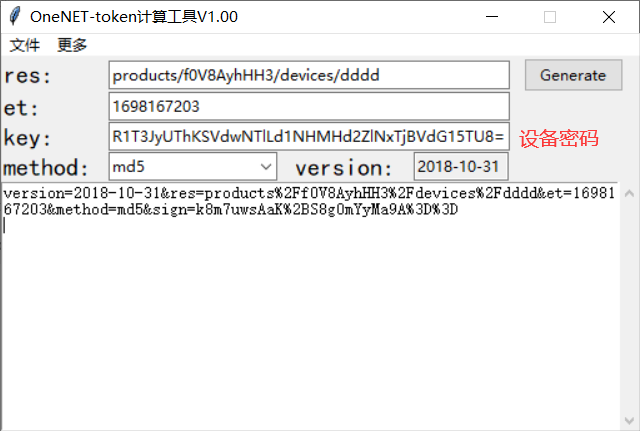 OneNET-token计算工具V1.00
文件 更多
res: products/f0V8AyhHH3/devices/dddd Generate
et: 1698167203
key: R1T3JyUThKSVdwNTlLd1NHMHd2ZlNxTjBVdG15TU8= 设备密码
method: md5 version: 2018-10-31
version=2018-10-31&res=products%2Ff0V8AyhHH3%2Fdevices%2Fdddd&et=1698
167203&method=md5&sign=k8m7uwsAaK%2BS8g0mYyMa9A%3D%3D